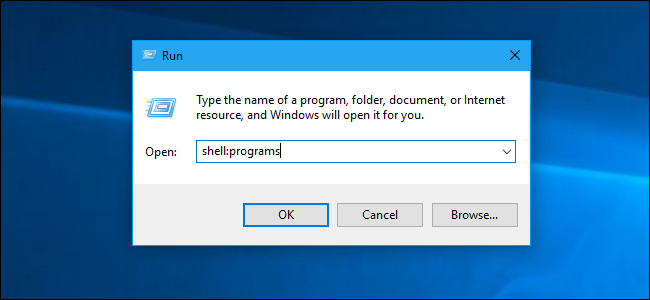 Run
Type the name of a program, folder, document, or Internet
resource, and Windows will open it for you.
Open: shell:programs
OK Cancel Browse...